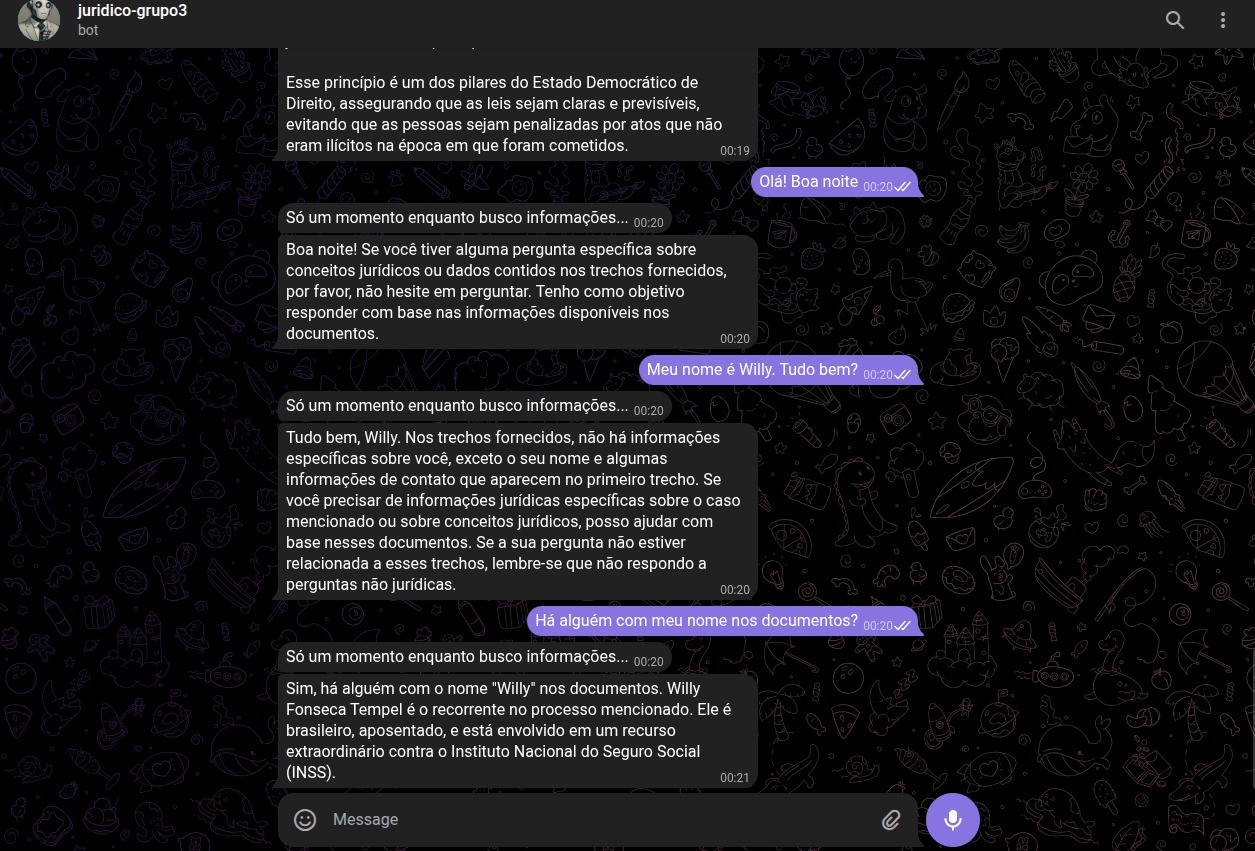 juridico-grupo3
bot
Esse princípio é um dos pilares do Estado Democrático de
Direito, assegurando que as leis sejam claras e previsíveis,
evitando que as pessoas sejam penalizadas por atos que não
eram ilícitos na época em que foram cometidos.
00:19
Olá! Boa noite 00:20
Só um momento enquanto busco informações... 00:20
Boa noite! Se você tiver alguma pergunta específica sobre
conceitos jurídicos ou dados contidos nos trechos fornecidos,
por favor, não hesite em perguntar. Tenho como objetivo
responder com base nas informações disponíveis nos
documentos.
00:20
Meu nome é Willy. Tudo bem? 00:20
Só um momento enquanto busco informações... 00:20
Tudo bem, Willy. Nos trechos fornecidos, não há informações
específicas sobre você, exceto o seu nome e algumas
informações de contato que aparecem no primeiro trecho. Se
você precisar de informações jurídicas específicas sobre o caso
mencionado ou sobre conceitos jurídicos, posso ajudar com
base nesses documentos. Se a sua pergunta não estiver
relacionada a esses trechos, lembre-se que não respondo a
perguntas não jurídicas.
00:20
Há alguém com meu nome nos documentos? 00:20
Só um momento enquanto busco informações... 00:20
Sim, há alguém com o nome "Willy" nos documentos. Willy
Fonseca Tempel é o recorrente no processo mencionado. Ele é
brasileiro, aposentado, e está envolvido em um recurso
extraordinário contra o Instituto Nacional do Seguro Social
(INSS).
00:21
Message